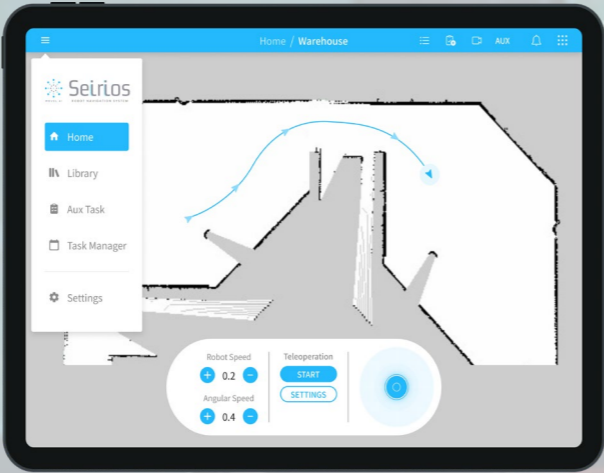 Home / Warehouse
AUX
Seirios
Home
Library
Aux Task
Task Manager
Settings
Robot Speed
+ 0.2 −
Angular Speed
+ 0.4 −
Teleoperation
START
SETTINGS